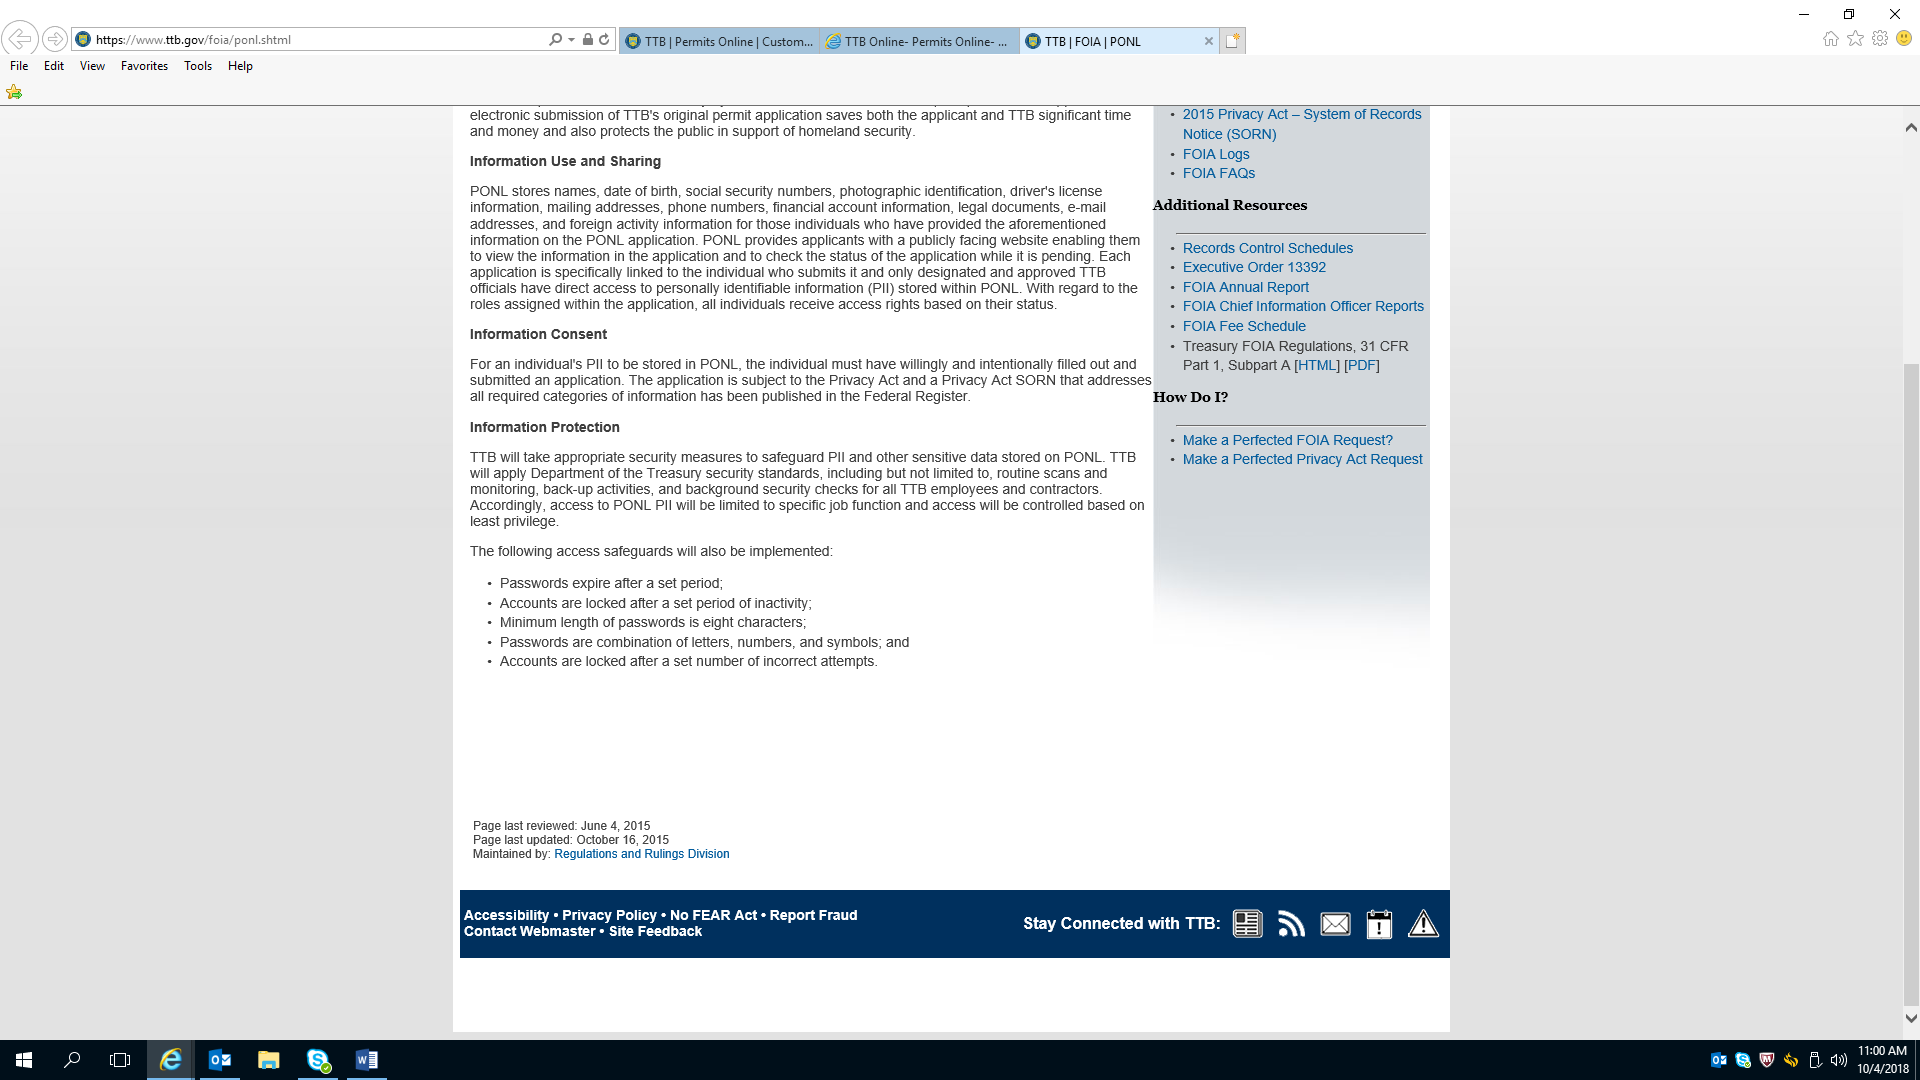 https://www.ttb.gov/foia/ponl.shtml
TTB | Permits Online | Custom...
TTB Online- Permits Online- ...
TTB | FOIA | PONL
File Edit View Favorites Tools Help
electronic submission of TTB's original permit application saves both the applicant and TTB significant time
and money and also protects the public in support of homeland security.
Information Use and Sharing
PONL stores names, date of birth, social security numbers, photographic identification, driver's license
information, mailing addresses, phone numbers, financial account information, legal documents, e-mail
addresses, and foreign activity information for those individuals who have provided the aforementioned
information on the PONL application. PONL provides applicants with a publicly facing website enabling them
to view the information in the application and to check the status of the application while it is pending. Each
application is specifically linked to the individual who submits it and only designated and approved TTB
officials have direct access to personally identifiable information (PII) stored within PONL. With regard to the
roles assigned within the application, all individuals receive access rights based on their status.
Information Consent
For an individual's PII to be stored in PONL, the individual must have willingly and intentionally filled out and
submitted an application. The application is subject to the Privacy Act and a Privacy Act SORN that addresses
all required categories of information has been published in the Federal Register.
Information Protection
TTB will take appropriate security measures to safeguard PII and other sensitive data stored on PONL. TTB
will apply Department of the Treasury security standards, including but not limited to, routine scans and
monitoring, back-up activities, and background security checks for all TTB employees and contractors.
Accordingly, access to PONL PII will be limited to specific job function and access will be controlled based on
least privilege.
The following access safeguards will also be implemented:
• Passwords expire after a set period;
• Accounts are locked after a set period of inactivity;
• Minimum length of passwords is eight characters;
• Passwords are combination of letters, numbers, and symbols; and
• Accounts are locked after a set number of incorrect attempts.
• 2015 Privacy Act – System of Records
Notice (SORN)
• FOIA Logs
• FOIA FAQs
Additional Resources
• Records Control Schedules
• Executive Order 13392
• FOIA Annual Report
• FOIA Chief Information Officer Reports
• FOIA Fee Schedule
• Treasury FOIA Regulations, 31 CFR
Part 1, Subpart A [HTML] [PDF]
How Do I?
• Make a Perfected FOIA Request?
• Make a Perfected Privacy Act Request
Page last reviewed: June 4, 2015
Page last updated: October 16, 2015
Maintained by: Regulations and Rulings Division
Accessibility • Privacy Policy • No FEAR Act • Report Fraud
Contact Webmaster • Site Feedback
Stay Connected with TTB:
11:00 AM
10/4/2018